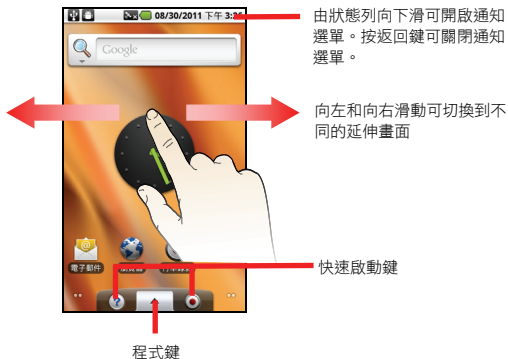 08/30/2011 下午 3:2
由狀態列向下滑可開啟通知
選單。按返回鍵可關閉通知
選單。
Google
向左和向右滑動可切換到不
同的延伸畫面
電子郵件
快速啟動鍵
程式鍵